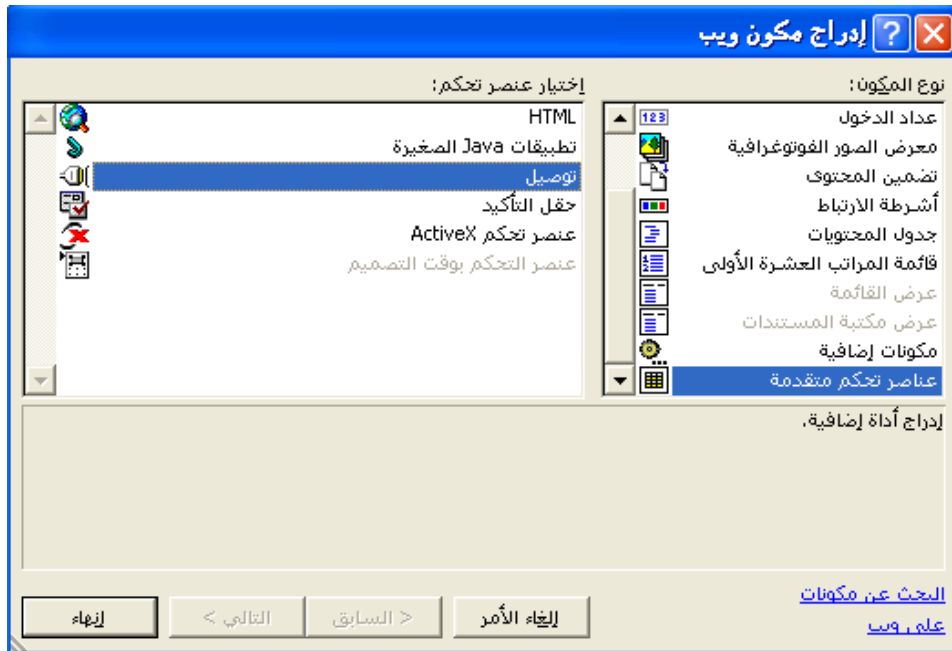 إدراج مكون ويب
نوع المكون:
عداد الدخول
معرض الصور الفوتوغرافية
تضمين المحتوى
أشرطة الارتباط
جدول المحتويات
قائمة المراتب العشرة الأولى
عرض القائمة
عرض مكتبة المستندات
مكونات إضافية
عناصر تحكم متقدمة
إختيار عنصر تحكم:
HTML
تطبيقات Java الصغيرة
توصيل
حقل التأكيد
عنصر تحكم ActiveX
عنصر التحكم بوقت التصميم
إدراج أداة إضافية.
البحث عن مكونات
على ويب
إلغاء الأمر
< السابق
التالي >
إنهاء